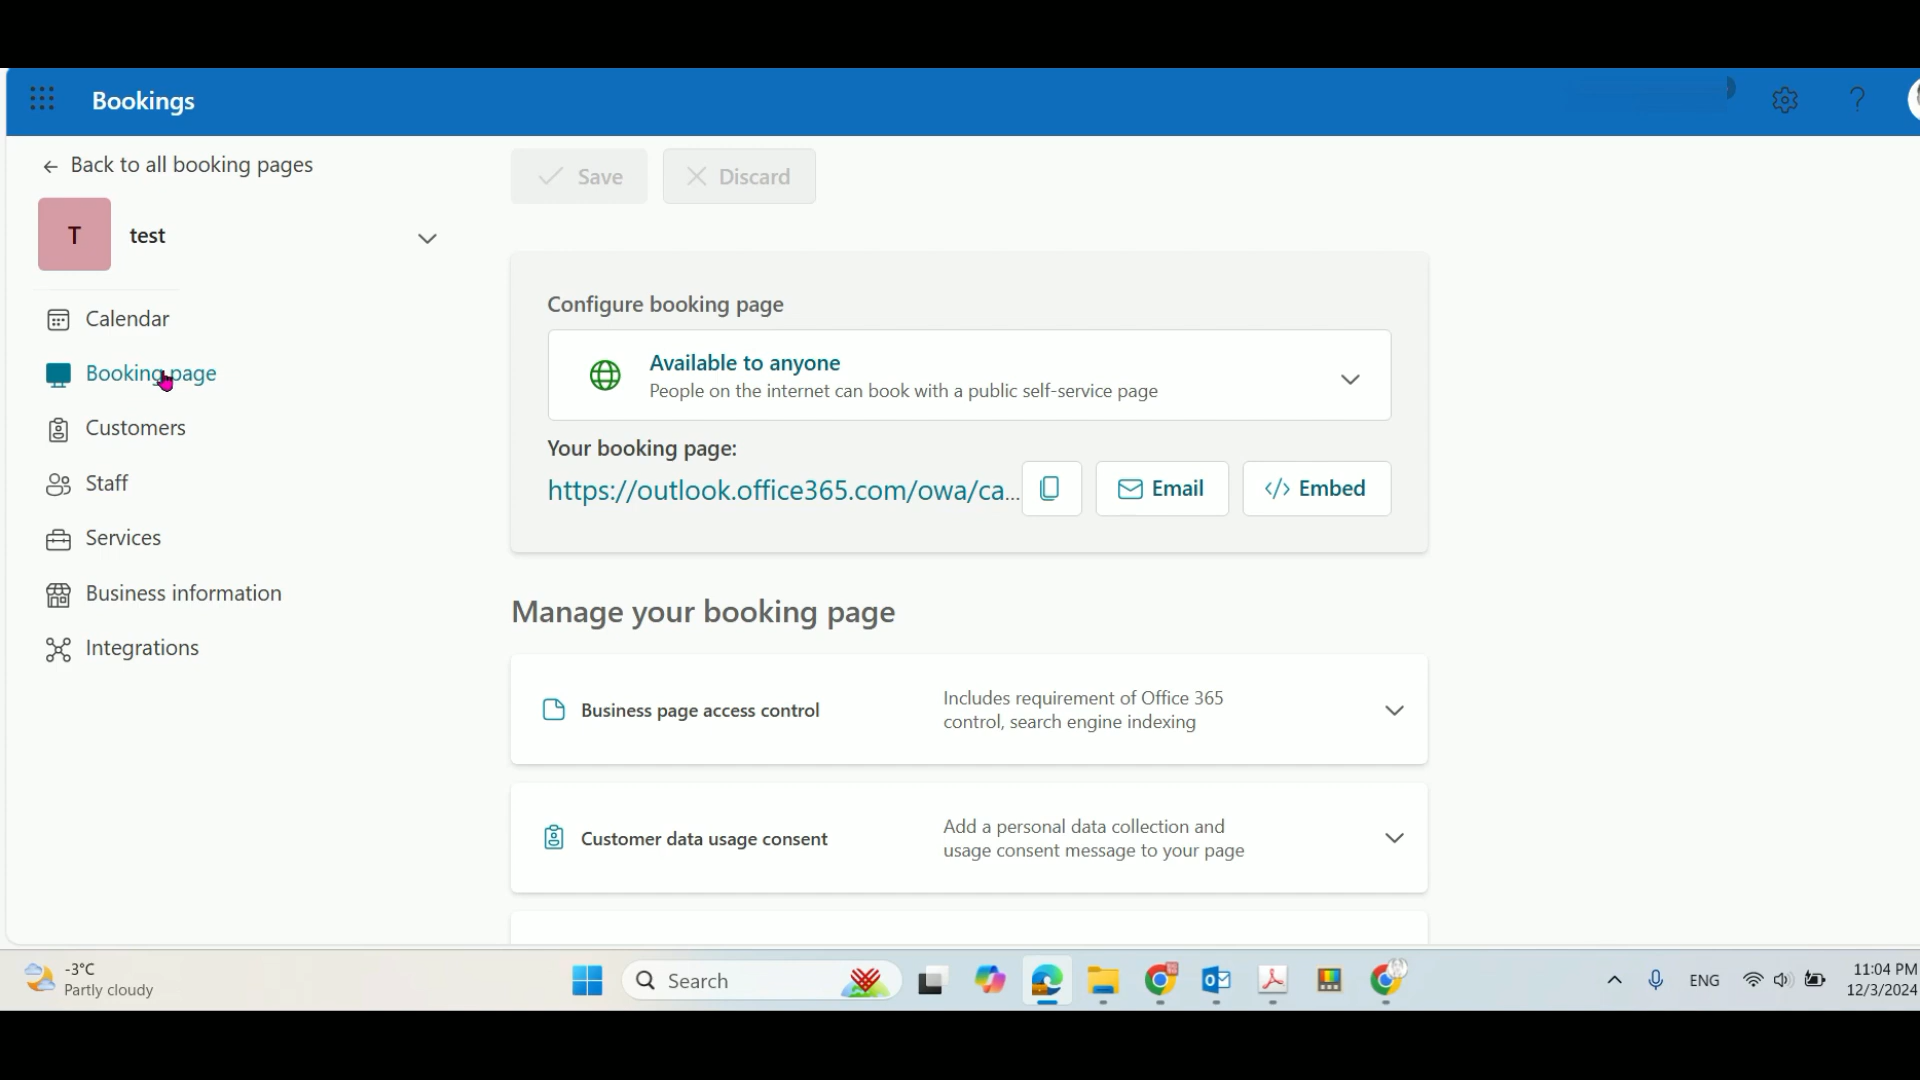 Bookings
Back to all booking pages
Save
Discard
T
test
Calendar
Booking page
Customers
Staff
Services
Business information
Integrations
Configure booking page
Available to anyone
People on the internet can book with a public self-service page
Your booking page:
https://outlook.office365.com/owa/ca...
Email
</> Embed
Manage your booking page
Business page access control
Includes requirement of Office 365
control, search engine indexing
Customer data usage consent
Add a personal data collection and
usage consent message to your page
-3°C
Partly cloudy
Search
ENG
11:04 PM
12/3/2024